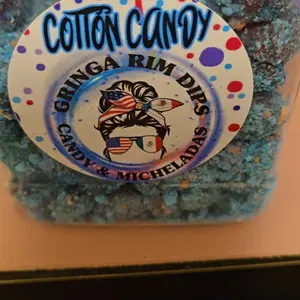 COTTON CANDY
GRINGA RIM DIPS
CANDY & MICHELADAS